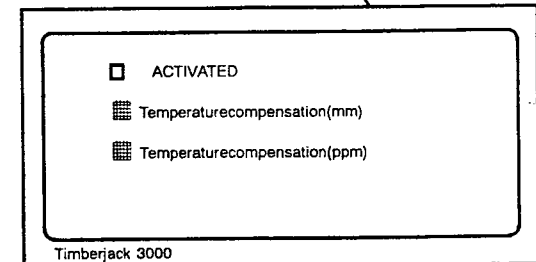 ACTIVATED
Temperaturecompensation(mm)
Temperaturecompensation(ppm)
Timberjack 3000